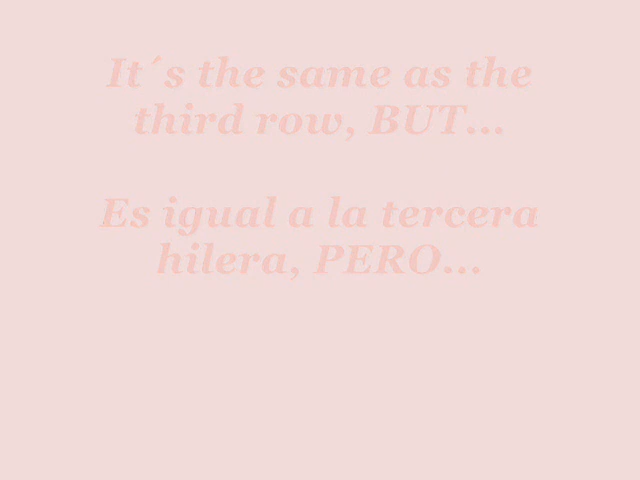 It´s the same as the
third row, BUT...
Es igual a la tercera
hilera, PERO...